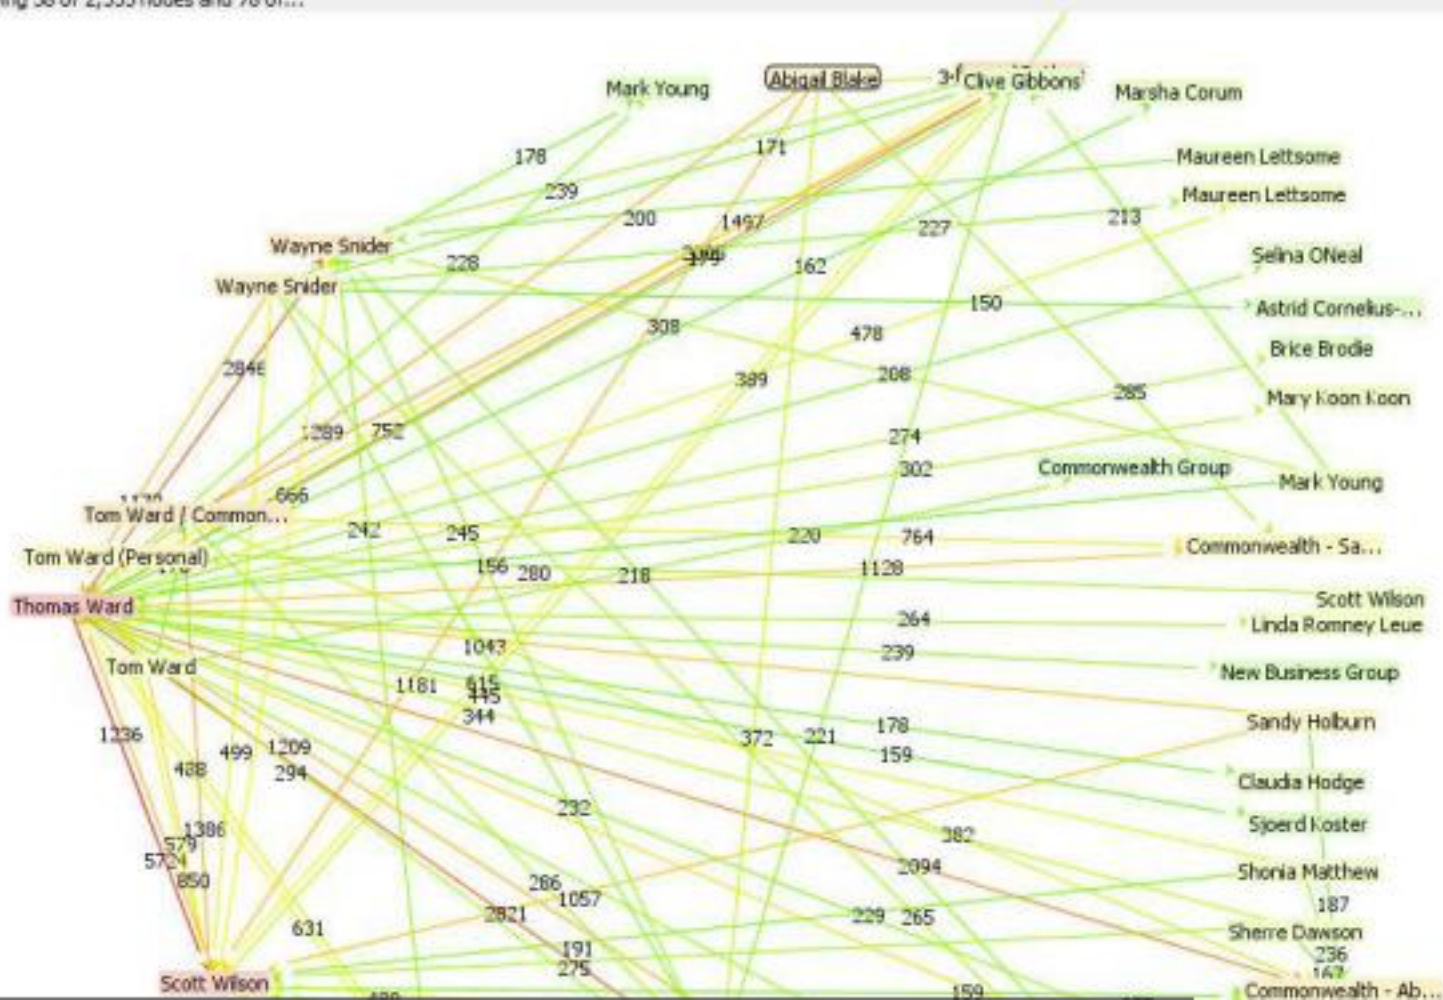 Mark Young
Abigail Blake
Clive Gibbons
Marsha Corum
178
171
Maureen Lettsome
239
Maureen Lettsome
200
1497
227
213
Wayne Snider
228
162
Selina ONeal
Wayne Snider
150
Astrid Cornelius-...
308
478
Brice Brodie
2846
389
208
285
Mary Koon Koon
1289
752
274
302
Commonwealth Group
Mark Young
666
Tom Ward / Common...
242
245
220
764
Commonwealth - Sa...
Tom Ward (Personal)
156
280
218
1128
Scott Wilson
Thomas Ward
264
Linda Romney Leue
1043
239
Tom Ward
New Business Group
1181
615
445
344
178
Sandy Holburn
1236
499
1209
372
221
159
488
294
Claudia Hodge
232
Sjoerd Koster
1386
579
382
572
2094
Shonia Matthew
850
286
1057
187
2821
229
265
631
Sherre Dawson
191
236
275
167
Scott Wilson
159
Commonwealth - Ab...